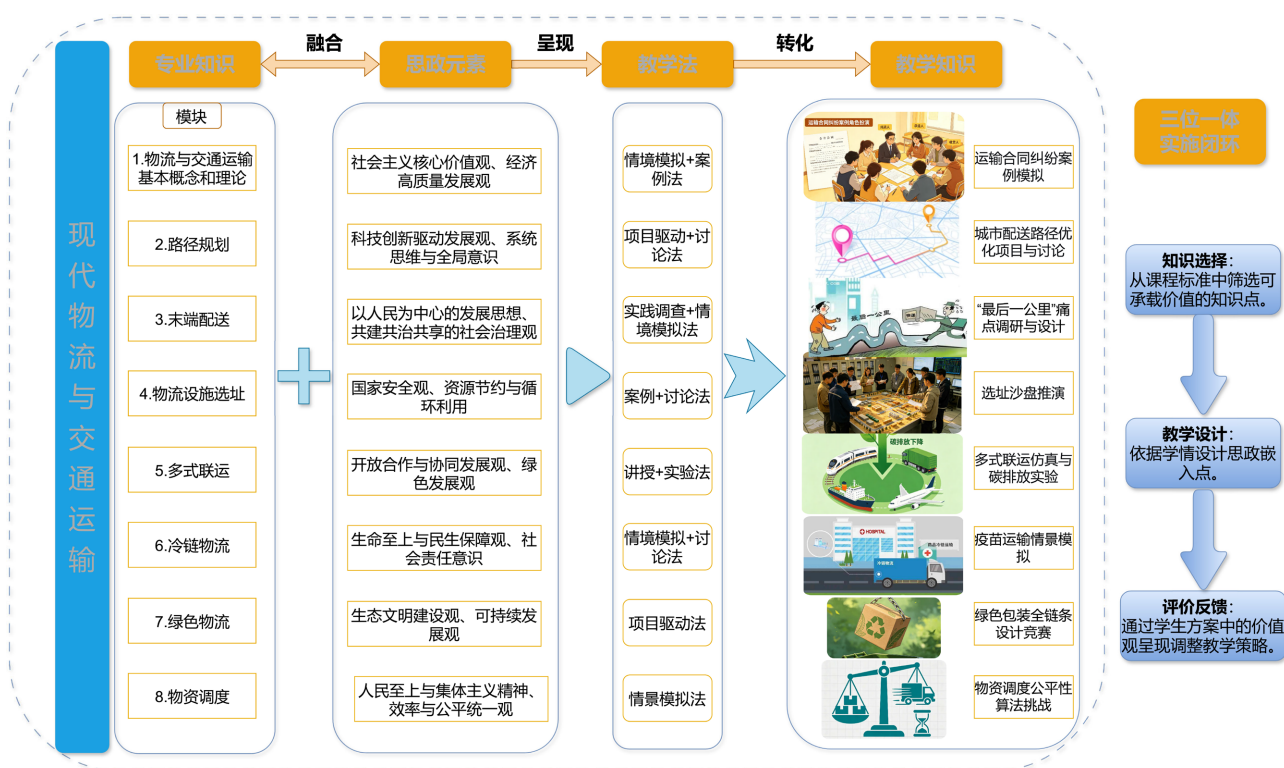 融合
呈现
转化
专业知识
思政元素
教学法
教学知识
现代物流与交通运输
模块
1.物流与交通运输
基本概念和理论
2.路径规划
3.末端配送
4.物流设施选址
5.多式联运
6.冷链物流
7.绿色物流
8.物资调度
社会主义核心价值观、经济
高质量发展观
科技创新驱动发展观、系统
思维与全局意识
以人民为中心的发展思想、
共建共治共享的社会治理观
国家安全观、资源节约与循
环利用
开放合作与协同发展观、绿
色发展观
生命至上与民生保障观、社
会责任意识
生态文明建设观、可持续发
展观
人民至上与集体主义精神、
效率与公平统一观
情境模拟+案
例法
项目驱动+讨
论法
实践调查+情
境模拟法
案例+讨论法
讲授+实验法
情境模拟+讨
论法
项目驱动法
情景模拟法
运输合同纠纷案例角色扮演
最后一公里
碳排放下降
HOSPITAL
运输合同纠纷案
例模拟
城市配送路径优
化项目与讨论
“最后一公里”痛
点调研与设计
选址沙盘推演
多式联运仿真与
碳排放实验
疫苗运输情景模
拟
绿色包装全链条
设计竞赛
物资调度公平性
算法挑战
三位一体
实施闭环
知识选择：
从课程标准中筛选可
承载价值的知识点。
教学设计：
依据学情设计思政嵌
入点。
评价反馈：
通过学生方案中的价值
观呈现调整教学策略。